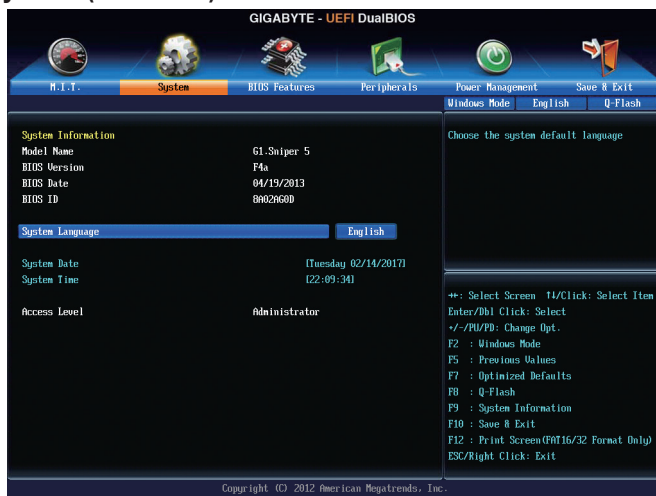 GIGABYTE - UEFI DualBIOS
M.I.T. System BIOS Features Peripherals Power Management Save & Exit
Windows Mode English Q-Flash
System Information
Model Name G1.Sniper 5
BIOS Version F4a
BIOS Date 04/19/2013
BIOS ID 8A02AG0D
System Language English
System Date [Tuesday 02/14/2017]
System Time [22:09:34]
Access Level Administrator
Choose the system default language
→←: Select Screen ↑↓/Click: Select Item
Enter/Dbl Click: Select
+/-/PU/PD: Change Opt.
F2 : Windows Mode
F5 : Previous Values
F7 : Optimized Defaults
F8 : Q-Flash
F9 : System Information
F10 : Save & Exit
F12 : Print Screen(FAT16/32 Format Only)
ESC/Right Click: Exit
Copyright (C) 2012 American Megatrends, Inc.